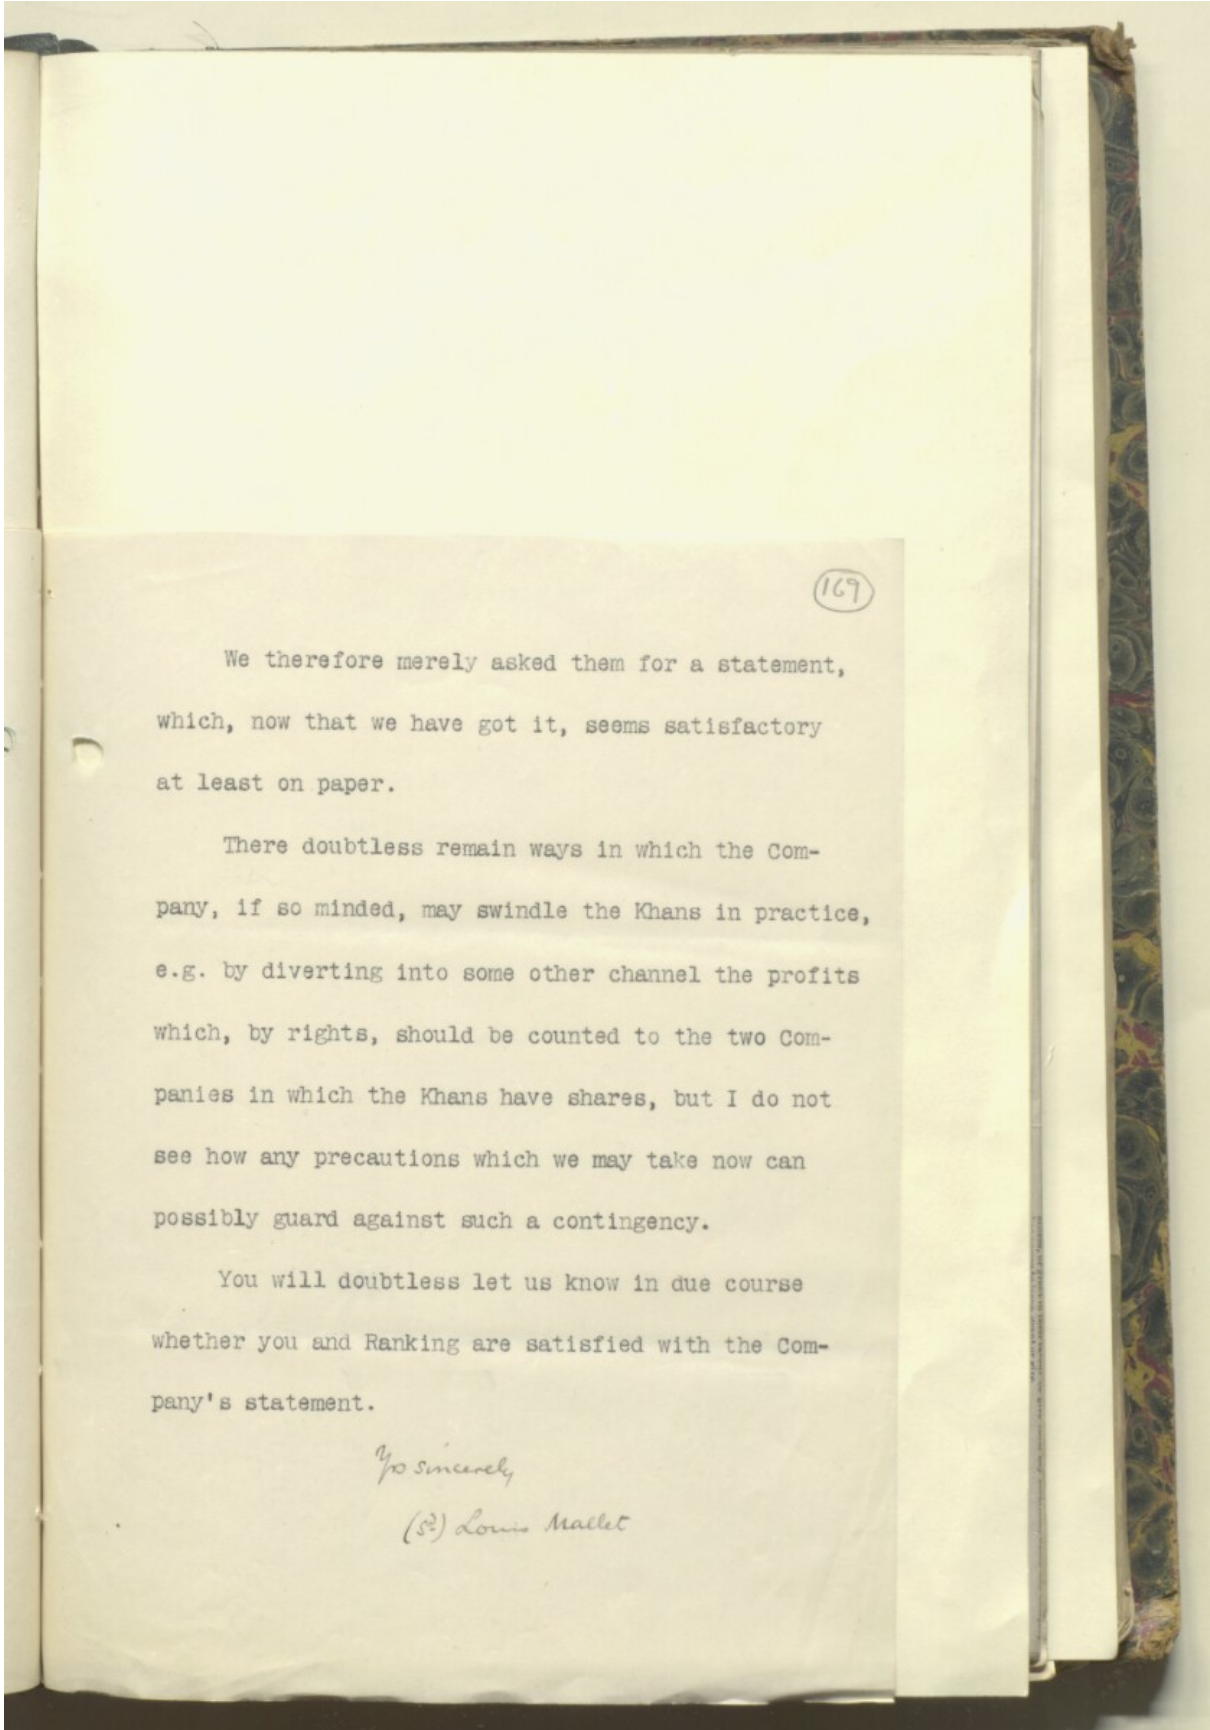 169
We therefore merely asked them for a statement,
which, now that we have got it, seems satisfactory
at least on paper.
There doubtless remain ways in which the Com-
pany, if so minded, may swindle the Khans in practice,
e.g. by diverting into some other channel the profits
which, by rights, should be counted to the two Com-
panies in which the Khans have shares, but I do not
see how any precautions which we may take now can
possibly guard against such a contingency.
You will doubtless let us know in due course
whether you and Ranking are satisfied with the Com-
pany's statement.
Yrs sincerely
(sd) Louis Mallet